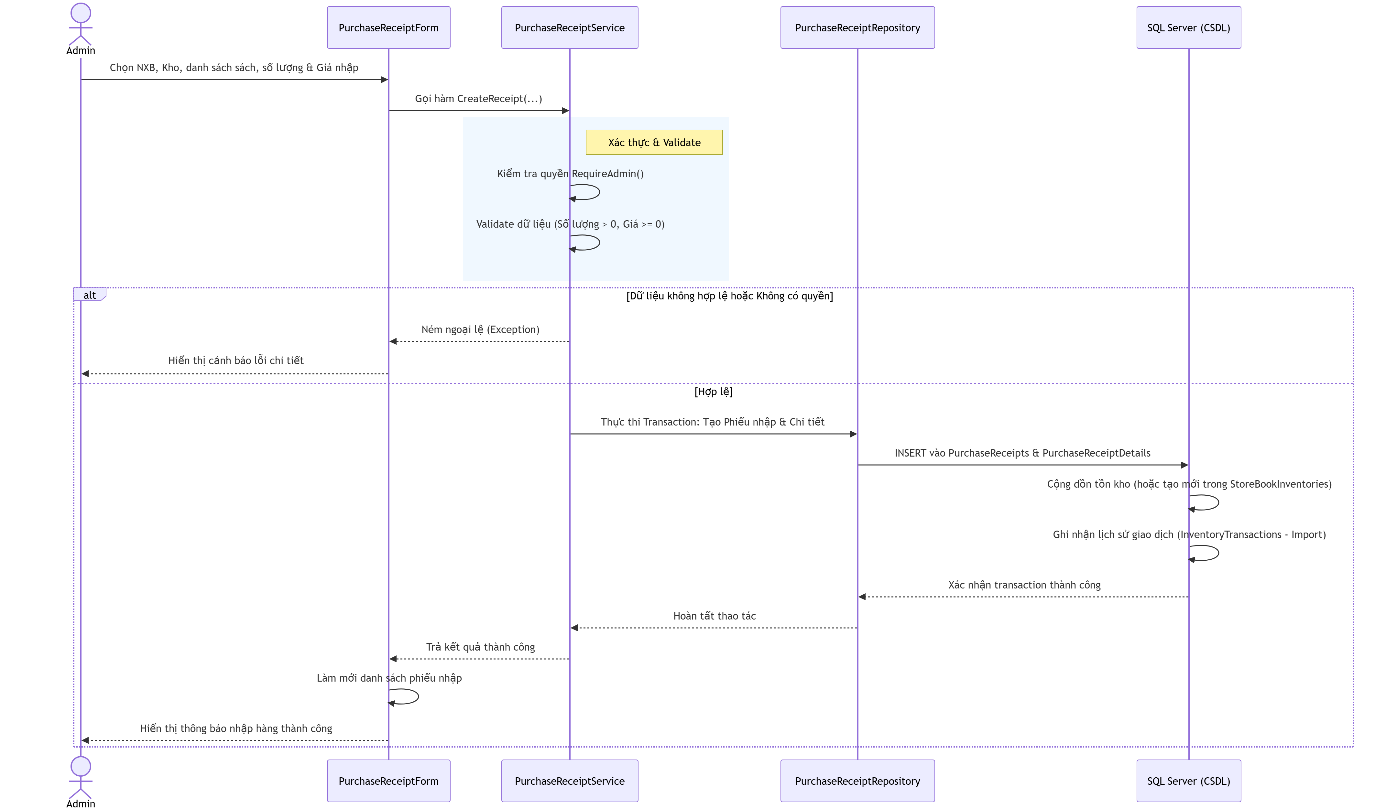 PurchaseReceiptForm
PurchaseReceiptService
PurchaseReceiptRepository
SQL Server (CSDL)
Admin
Chọn NXB, Kho, danh sách sách, số lượng & Giá nhập
Gọi hàm CreateReceipt(...)
Xác thực & Validate
Kiểm tra quyền RequireAdmin()
Validate dữ liệu (Số lượng > 0, Giá >= 0)
alt
[Dữ liệu không hợp lệ hoặc Không có quyền]
Ném ngoại lệ (Exception)
Hiển thị cảnh báo lỗi chi tiết
[Hợp lệ]
Thực thi Transaction: Tạo Phiếu nhập & Chi tiết
INSERT vào PurchaseReceipts & PurchaseReceiptDetails
Cộng dồn tồn kho (hoặc tạo mới trong StoreBookInventories)
Ghi nhận lịch sử giao dịch (InventoryTransactions - Import)
Xác nhận transaction thành công
Hoàn tất thao tác
Trả kết quả thành công
Làm mới danh sách phiếu nhập
Hiển thị thông báo nhập hàng thành công
PurchaseReceiptForm
PurchaseReceiptService
PurchaseReceiptRepository
SQL Server (CSDL)
Admin